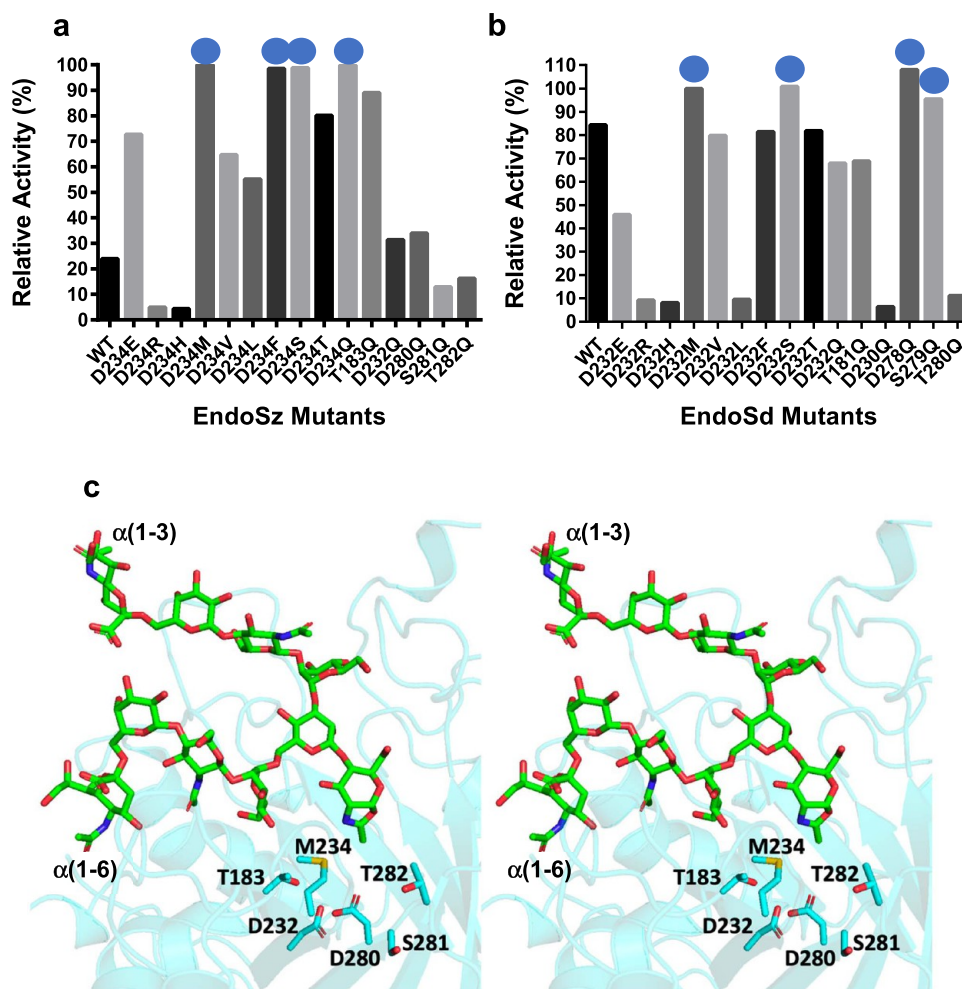 a
Relative Activity (%)
100
90
80
70
60
50
40
30
20
10
0
WT
D234E
D234R
D234H
D234M
D234V
D234L
D234F
D234S
D234T
D234Q
T183Q
D232Q
D280Q
S281Q
T282Q
EndoSz Mutants
b
Relative Activity (%)
110
100
90
80
70
60
50
40
30
20
10
0
WT
D232E
D232R
D232H
D232M
D232V
D232L
D232F
D232S
D232T
D232Q
T181Q
D230Q
D278Q
S279Q
T280Q
EndoSd Mutants
c
α(1-3)
α(1-6)
M234
T183
T282
D232
S281
D280
α(1-3)
α(1-6)
M234
T183
T282
D232
S281
D280